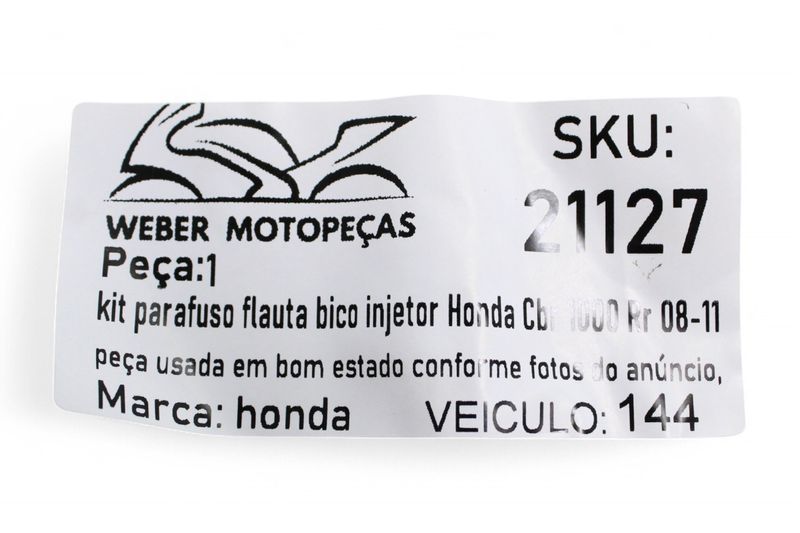 WEBER MOTOPEÇAS
SKU:
21127
Peça:1
kit parafuso flauta bico injetor Honda Cbr 1000 Rr 08-11
peça usada em bom estado conforme fotos do anúncio,
Marca: honda
VEICULO: 144